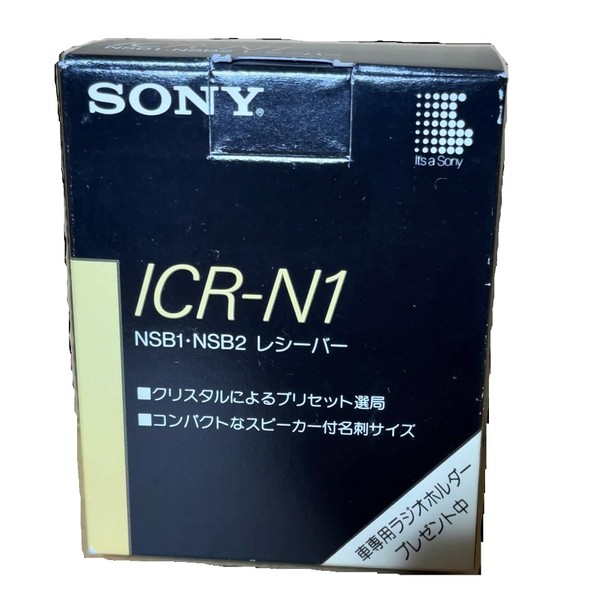 SONY®
It's a Sony
ICR-N1
NSB1・NSB2 レシーバー
■クリスタルによるプリセット選局
■コンパクトなスピーカー付名刺サイズ
車専用ラジオホルダー
プレゼント中